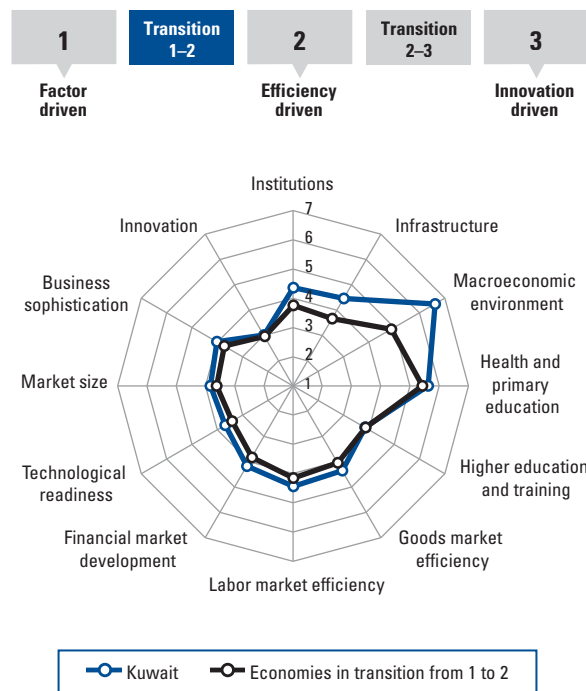 1
Transition
1–2
2
Transition
2–3
3
Factor
driven
Efficiency
driven
Innovation
driven
Institutions
7
Innovation
Infrastructure
6
5
Business
sophistication
Macroeconomic
environment
4
3
2
Market size
1
Health and
primary
education
Technological
readiness
Higher education
and training
Financial market
development
Goods market
efficiency
Labor market efficiency
Kuwait
Economies in transition from 1 to 2